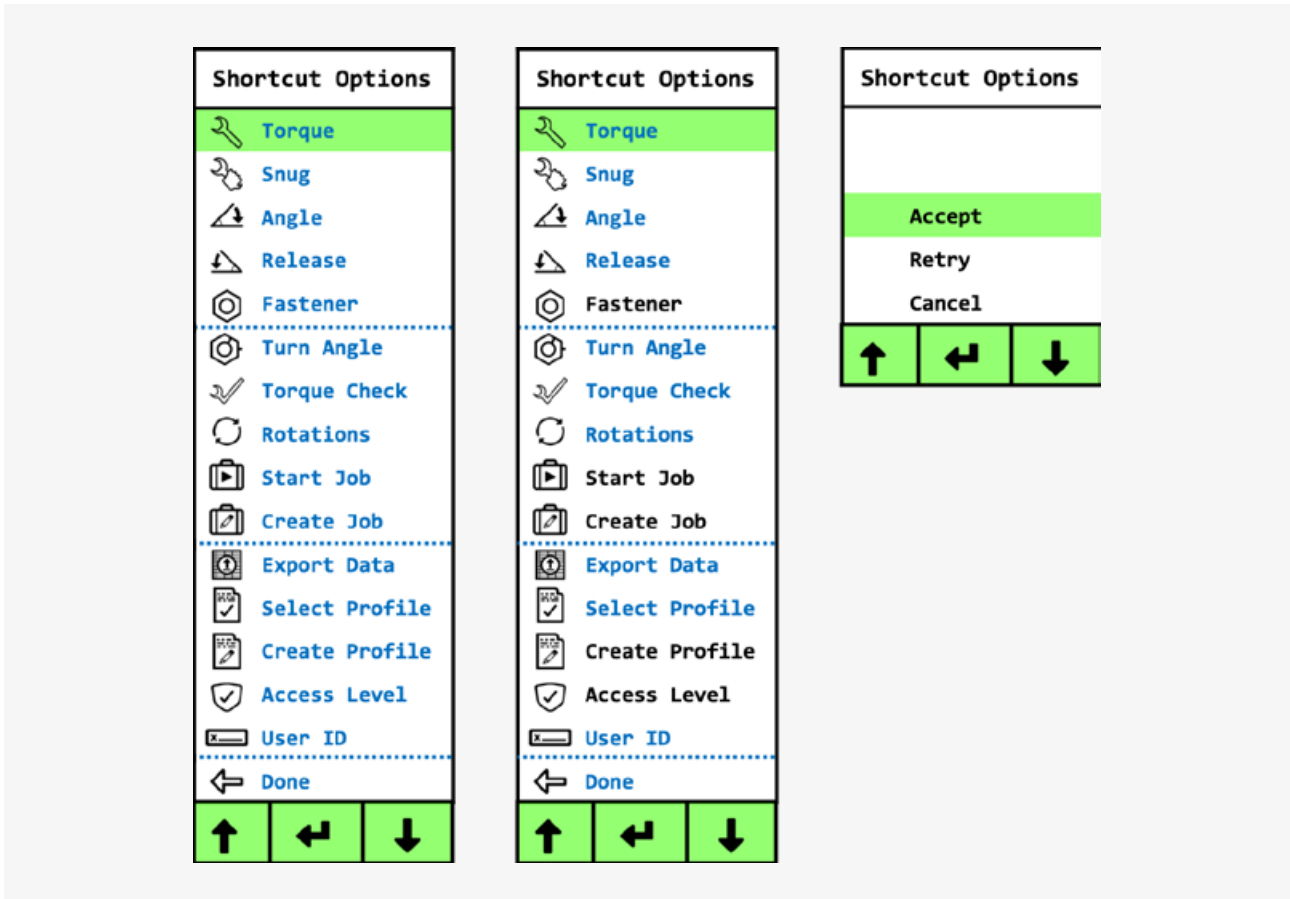 Shortcut Options
Torque
Snug
Angle
Release
Fastener
Turn Angle
Torque Check
Rotations
Start Job
Create Job
Export Data
Select Profile
Create Profile
Access Level
User ID
Done
Shortcut Options
Torque
Snug
Angle
Release
Fastener
Turn Angle
Torque Check
Rotations
Start Job
Create Job
Export Data
Select Profile
Create Profile
Access Level
User ID
Done
Shortcut Options
Accept
Retry
Cancel